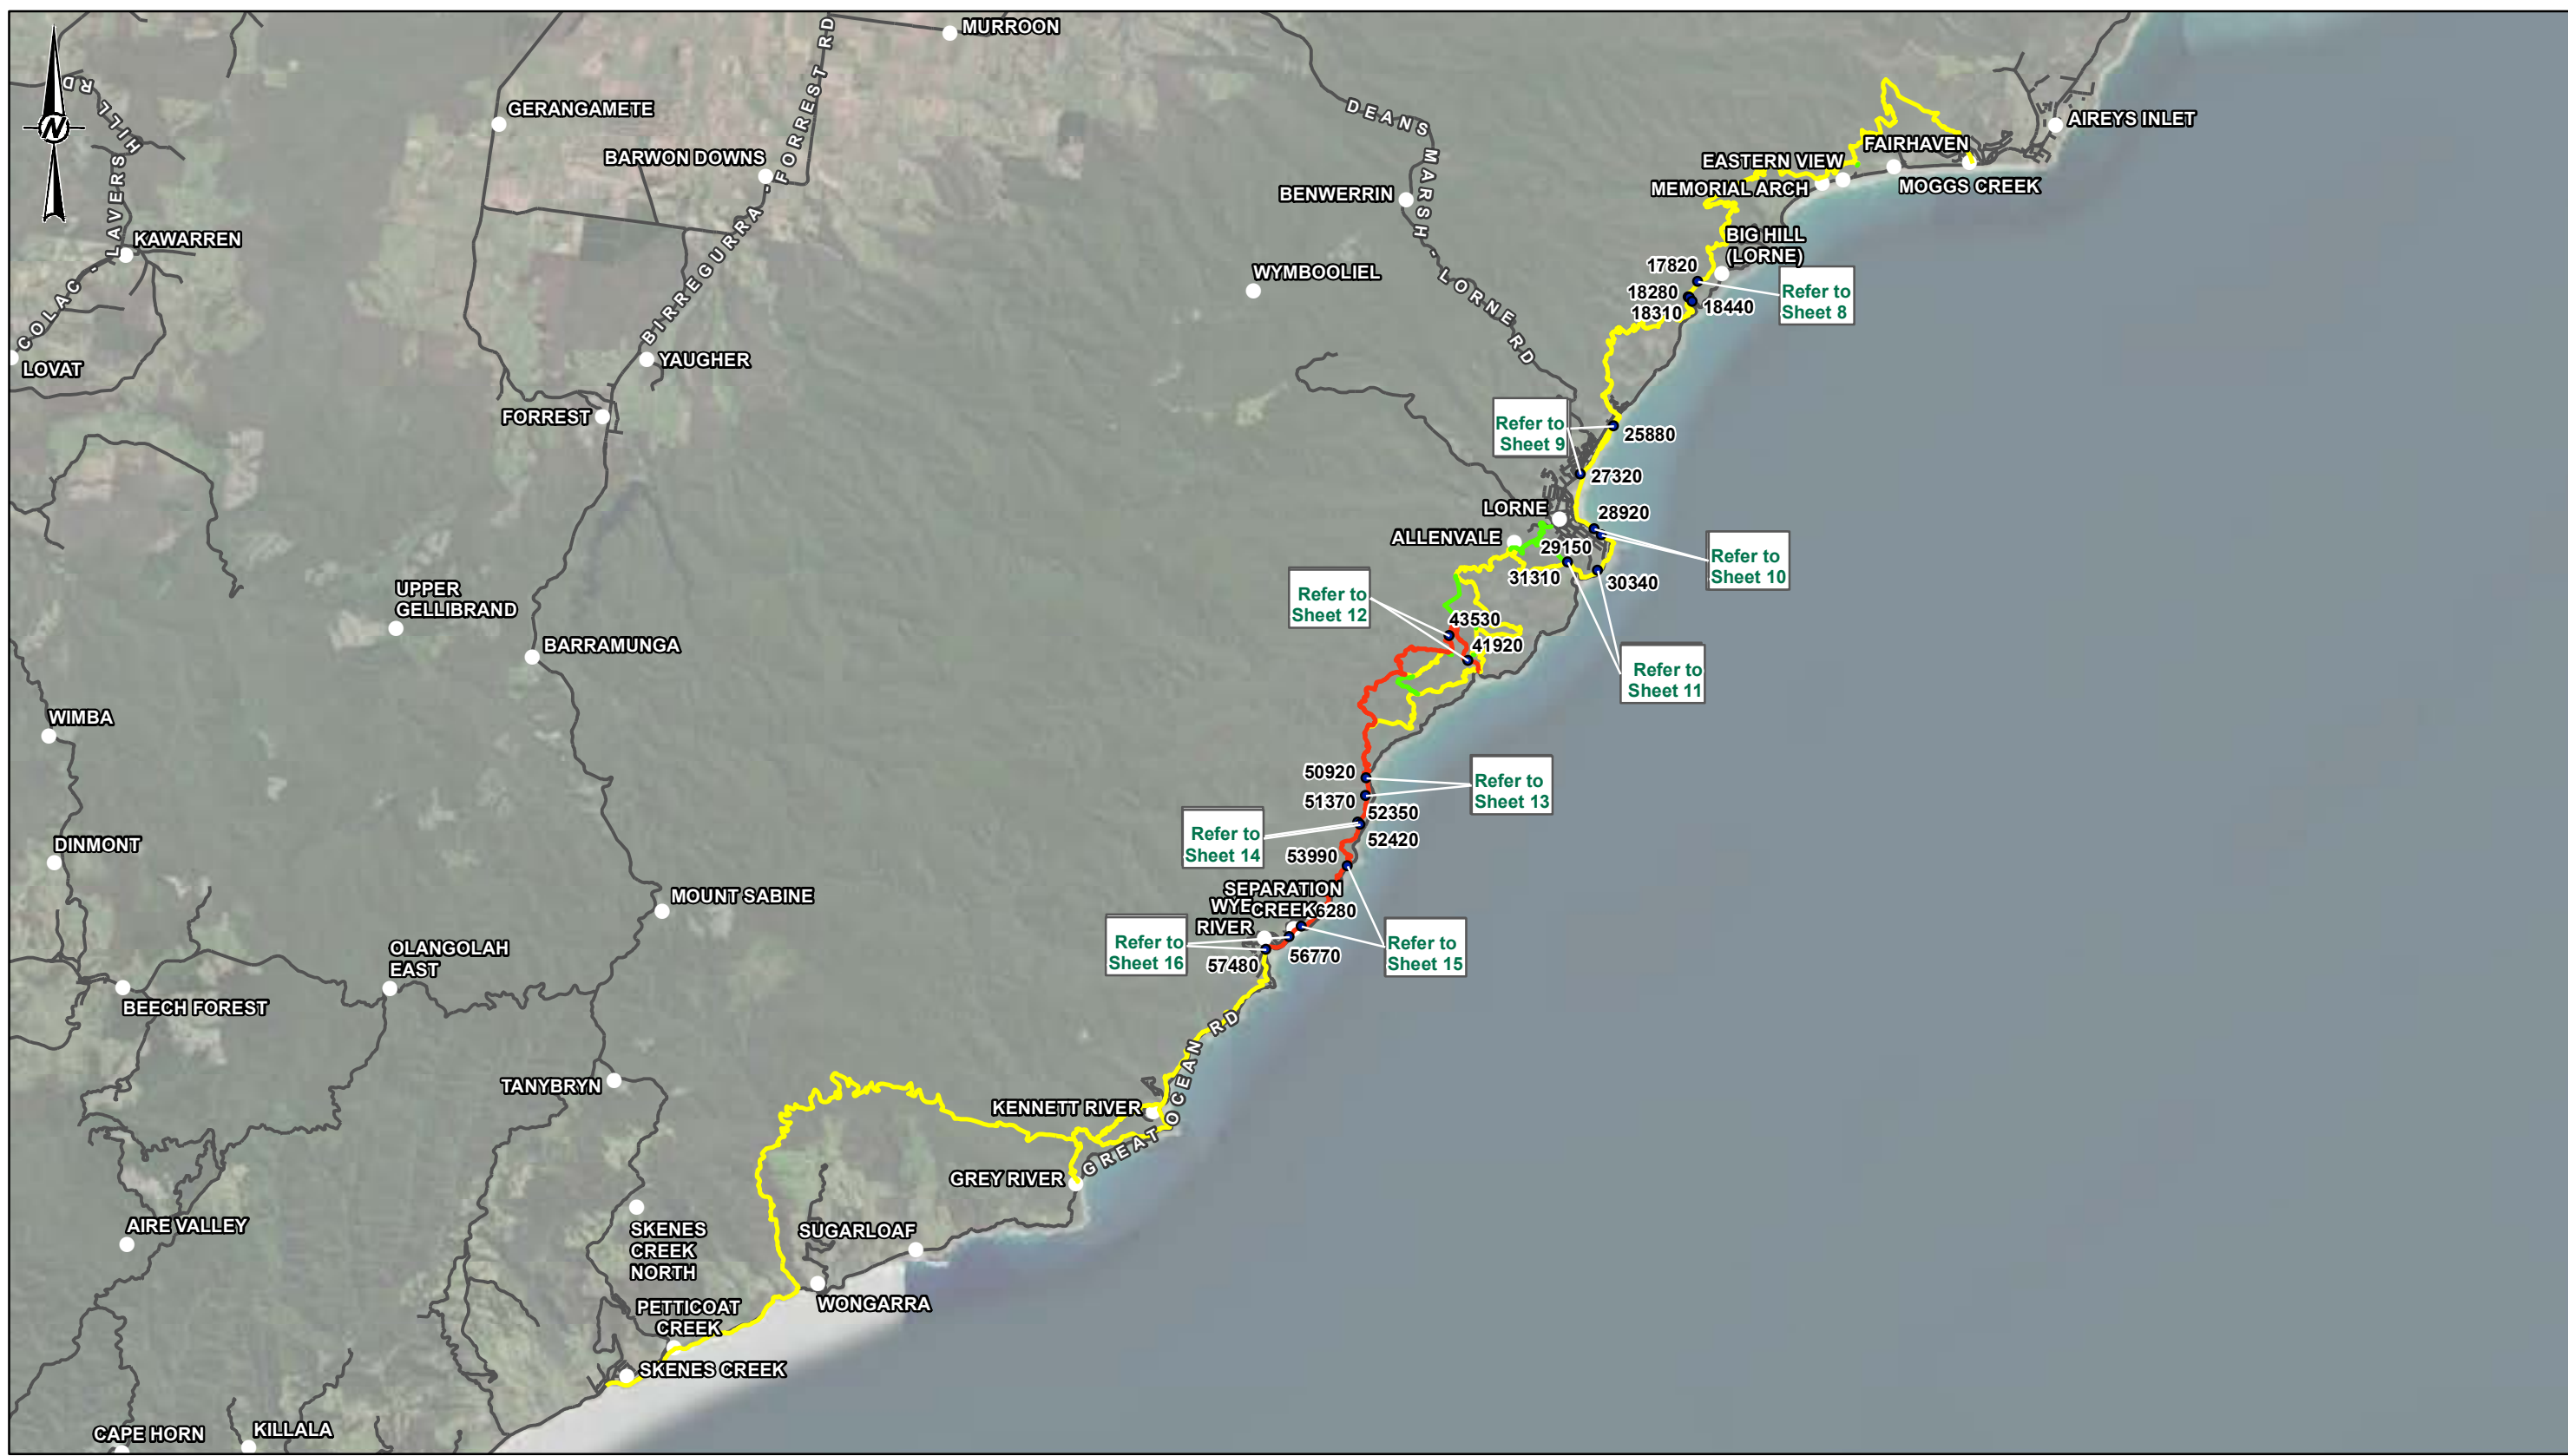 MURROON
N
COLAC - LAVERS HILL RD
BIRREGURRA - FORREST RD
GERANGAMETE
BARWON DOWNS
DEANS MARSH - LORNE RD
AIREYS INLET
FAIRHAVEN
EASTERN VIEW
MEMORIAL ARCH
MOGGS CREEK
BENWERRIN
KAWARREN
BIG HILL
(LORNE)
WYMBOOLIEL
17820
18280
18310
18440
Refer to
Sheet 8
LOVAT
YAUGHER
FORREST
Refer to
Sheet 9
25880
27320
LORNE
28920
ALLENVALE
29150
31310
30340
Refer to
Sheet 10
UPPER
GELLIBRAND
Refer to
Sheet 12
43530
41920
BARRAMUNGA
Refer to
Sheet 11
WIMBA
50920
51370
Refer to
Sheet 13
52350
52420
Refer to
Sheet 14
DINMONT
53990
MOUNT SABINE
SEPARATION
CREEK
WYE
RIVER
6280
Refer to
Sheet 16
57480
56770
Refer to
Sheet 15
OLANGOLAH
EAST
BEECH FOREST
GREAT OCEAN RD
TANYBRYN
KENNETT RIVER
GREY RIVER
AIRE VALLEY
SKENES
CREEK
NORTH
SUGARLOAF
WONGARRA
PETTICOAT
CREEK
SKENES CREEK
CAPE HORN
KILLALA